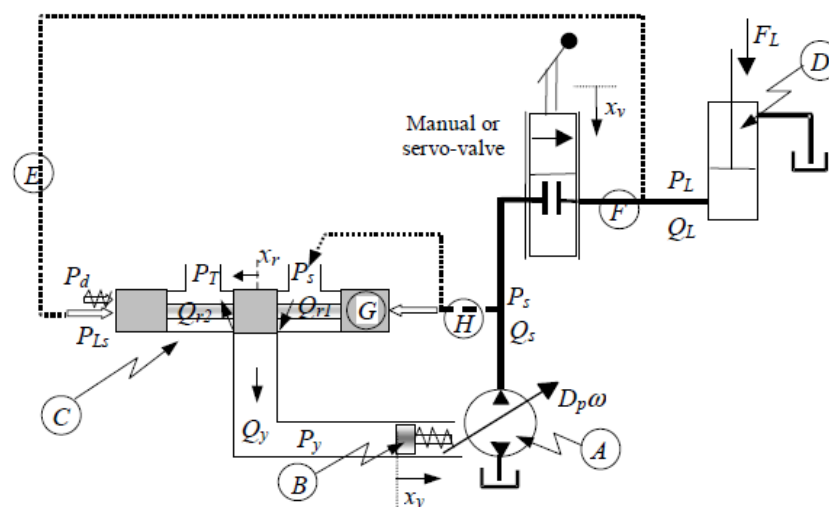 F_L
D
x_v
Manual or
servo-valve
E
P_L
F
Q_L
x_r
P_d
P_T
P_s
Q_r2
Q_r1
G
P_s
H
P_Ls
Q_s
C
D_pω
Q_y
P_y
A
B
x_y